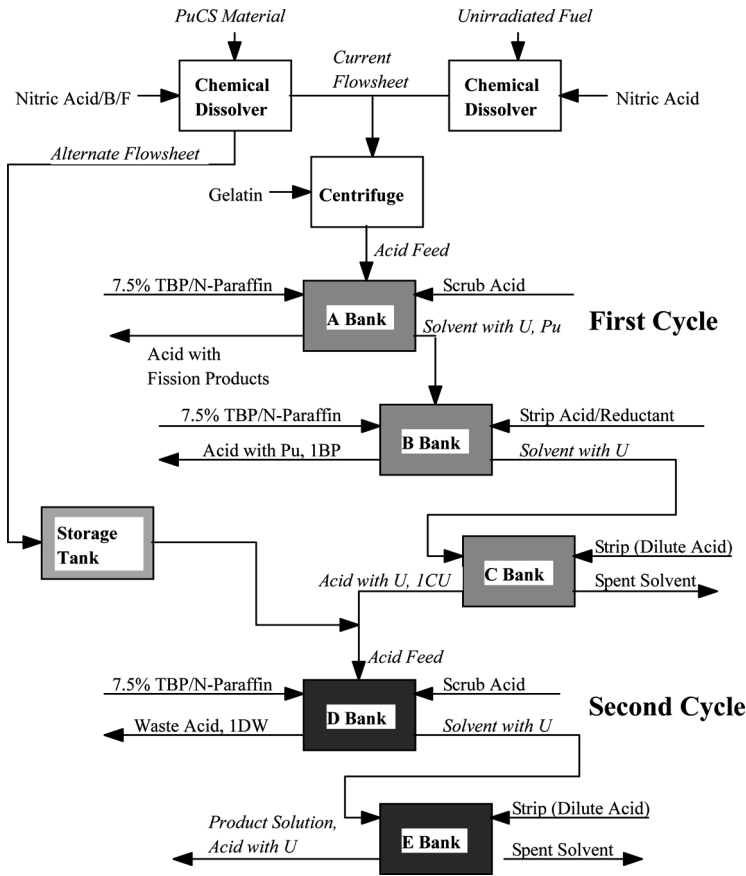 PuCS Material
Unirradiated Fuel
Current
Flowsheet
Chemical
Dissolver
Chemical
Dissolver
Nitric Acid/B/F
Nitric Acid
Alternate Flowsheet
Gelatin
Centrifuge
Acid Feed
7.5% TBP/N-Paraffin
Scrub Acid
A Bank
First Cycle
Solvent with U, Pu
Acid with
Fission Products
7.5% TBP/N-Paraffin
Strip Acid/Reductant
B Bank
Acid with Pu, 1BP
Solvent with U
Storage
Tank
Strip (Dilute Acid)
C Bank
Acid with U, 1CU
Spent Solvent
Acid Feed
7.5% TBP/N-Paraffin
Scrub Acid
D Bank
Second Cycle
Waste Acid, 1DW
Solvent with U
Strip (Dilute Acid)
Product Solution,
Acid with U
E Bank
Spent Solvent